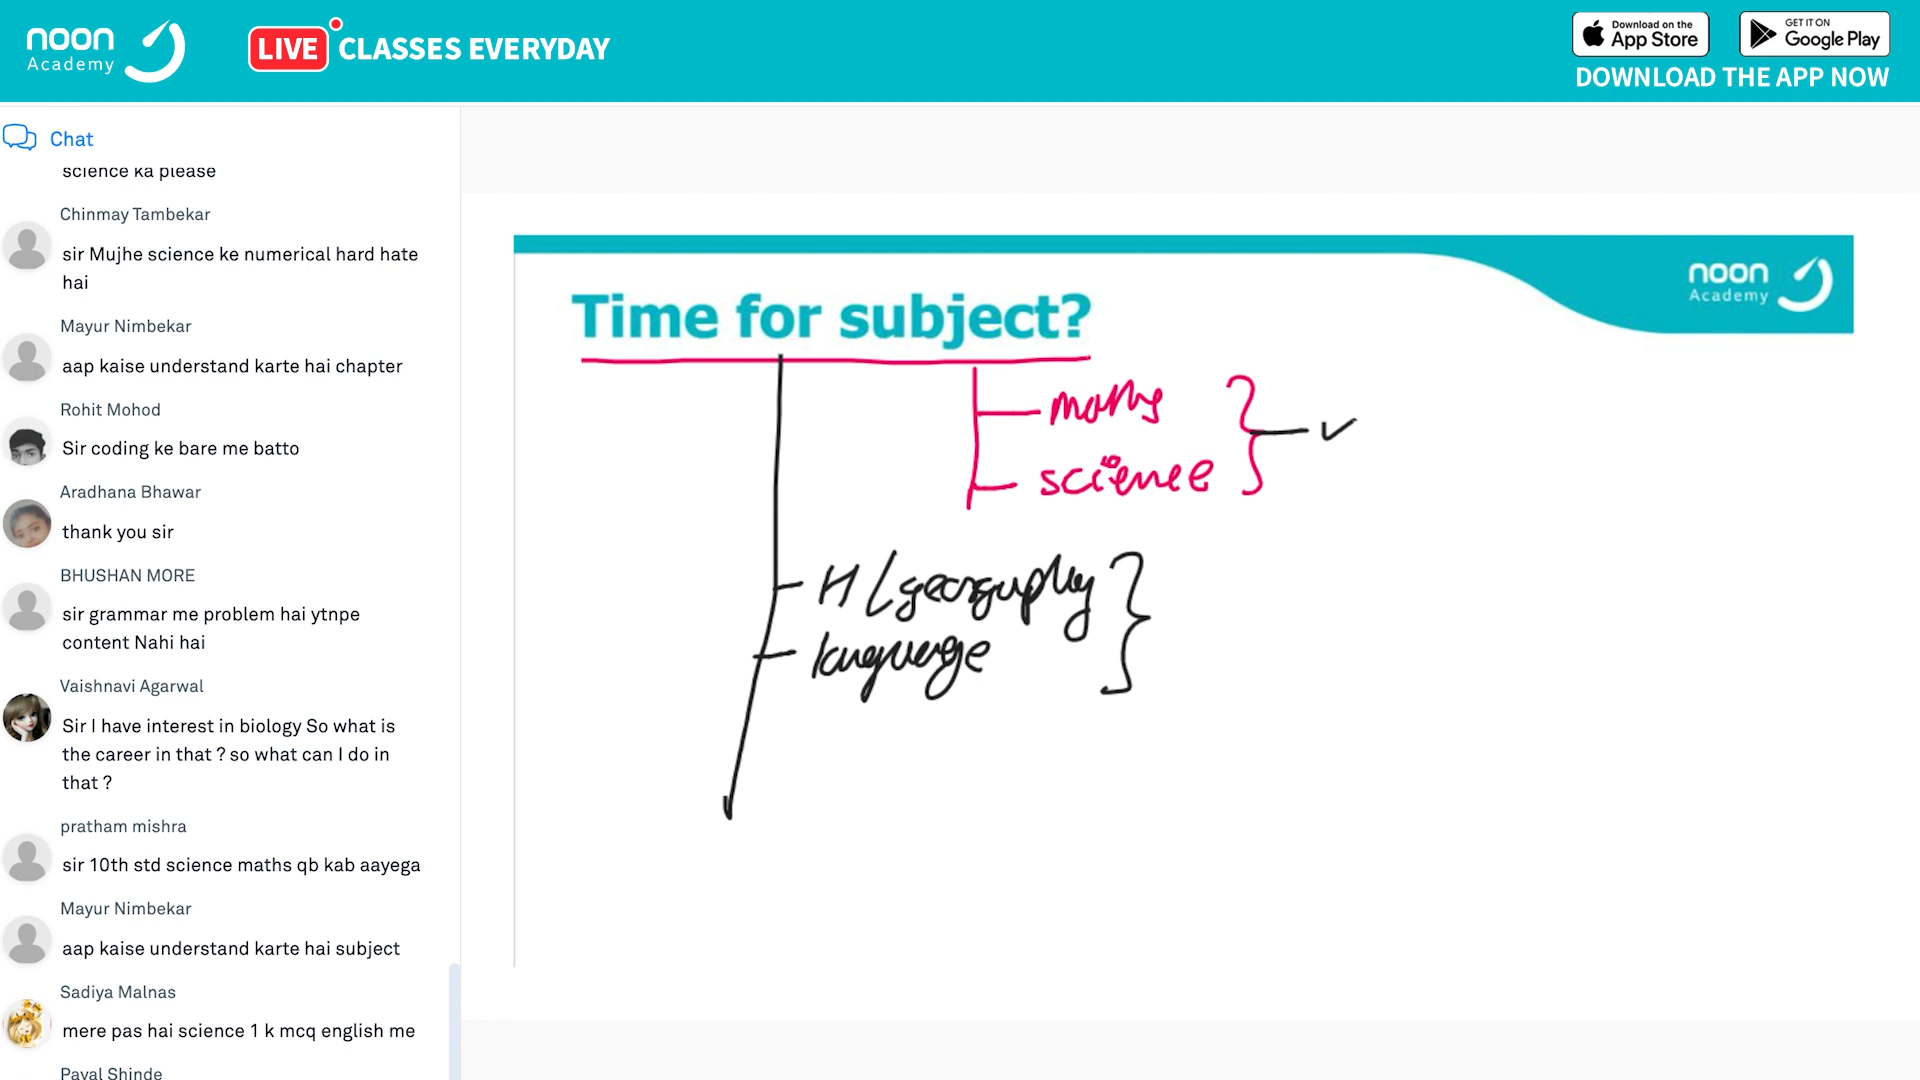 noon
Academy
LIVE CLASSES EVERYDAY
Download on the
App Store
GET IT ON
Google Play
DOWNLOAD THE APP NOW
Chat
science ka please
Chinmay Tambekar
sir Mujhe science ke numerical hard hate
hai
Mayur Nimbekar
aap kaise understand karte hai chapter
Rohit Mohod
Sir coding ke bare me batto
Aradhana Bhawar
thank you sir
BHUSHAN MORE
sir grammar me problem hai ytnpe
content Nahi hai
Vaishnavi Agarwal
Sir I have interest in biology So what is
the career in that ? so what can I do in
that ?
pratham mishra
sir 10th std science maths qb kab aayega
Mayur Nimbekar
aap kaise understand karte hai subject
Sadiya Malnas
mere pas hai science 1 k mcq english me
Payal Shinde
noon
Academy
Time for subject?
maths
science
H/geography
language